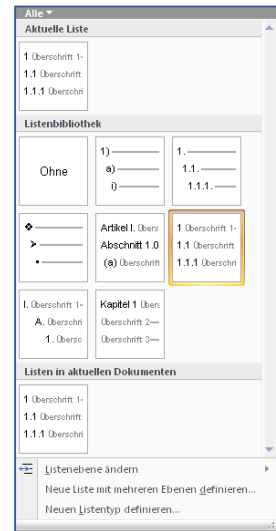 Alle
Aktuelle Liste
1 Überschrift 1-
1.1 Überschrift
1.1.1 Überschri
Listenbibliothek
Ohne
1)
a)
i)
1.
1.1.
1.1.1.
Artikel I. Übers
Abschnitt 1.0
(a) Überschrift
1 Überschrift 1-
1.1 Überschrift
1.1.1 Überschri
I. Überschrift 1-
A. Überschri
1. Übersc
Kapitel 1 Übers
Überschrift 2
Überschrift 3
Listen in aktuellen Dokumenten
1 Überschrift 1-
1.1 Überschrift
1.1.1 Überschri
Listenebene ändern
Neue Liste mit mehreren Ebenen definieren...
Neuen Listentyp definieren...